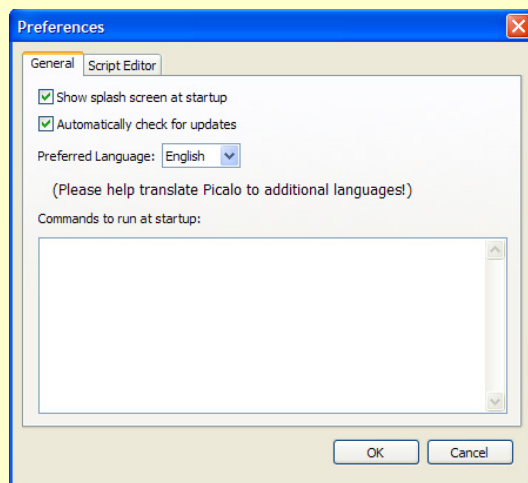 Preferences
General Script Editor
Show splash screen at startup
Automatically check for updates
Preferred Language: English
(Please help translate Picalo to additional languages!)
Commands to run at startup:
OK Cancel